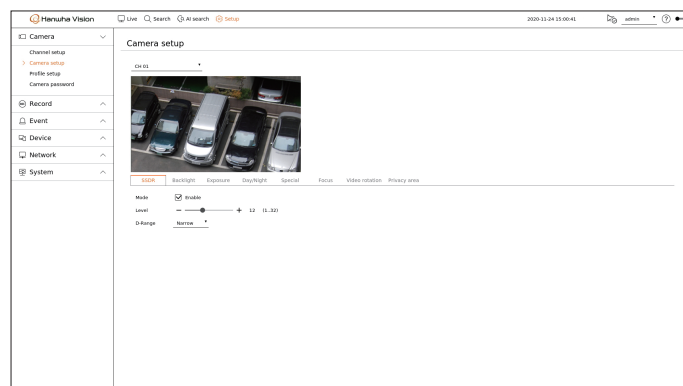 Hanwha Vision
Live Search AI search Setup 2020-11-24 15:00:41 admin
Camera
Channel setup
Camera setup
Profile setup
Camera password
Record
Event
Device
Network
System
Camera setup
CH 01
SSDR Backlight Exposure Day/Night Special Focus Video rotation Privacy area
Mode Enable
Level 12 (1..32)
D-Range Narrow